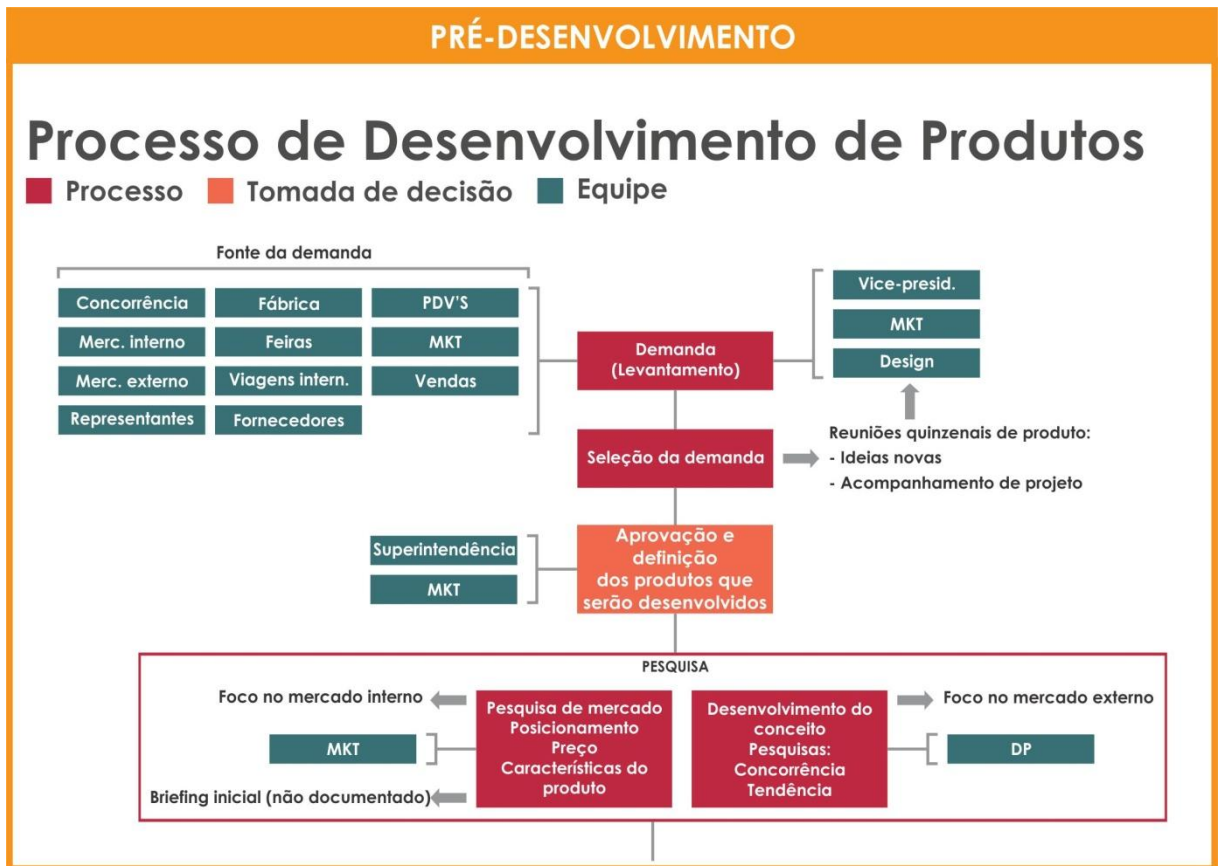 PRÉ-DESENVOLVIMENTO
Processo de Desenvolvimento de Produtos
Processo
Tomada de decisão
Equipe
Fonte da demanda
Concorrência
Fábrica
PDV'S
Merc. interno
Feiras
MKT
Merc. externo
Viagens intern.
Vendas
Representantes
Fornecedores
Demanda
(Levantamento)
Vice-presid.
MKT
Design
Seleção da demanda
Reuniões quinzenais de produto:
- Ideias novas
- Acompanhamento de projeto
Superintendência
MKT
Aprovação e
definição
dos produtos que
serão desenvolvidos
PESQUISA
Foco no mercado interno
MKT
Briefing inicial (não documentado)
Pesquisa de mercado
Posicionamento
Preço
Características do
produto
Desenvolvimento do
conceito
Pesquisas:
Concorrência
Tendência
Foco no mercado externo
DP